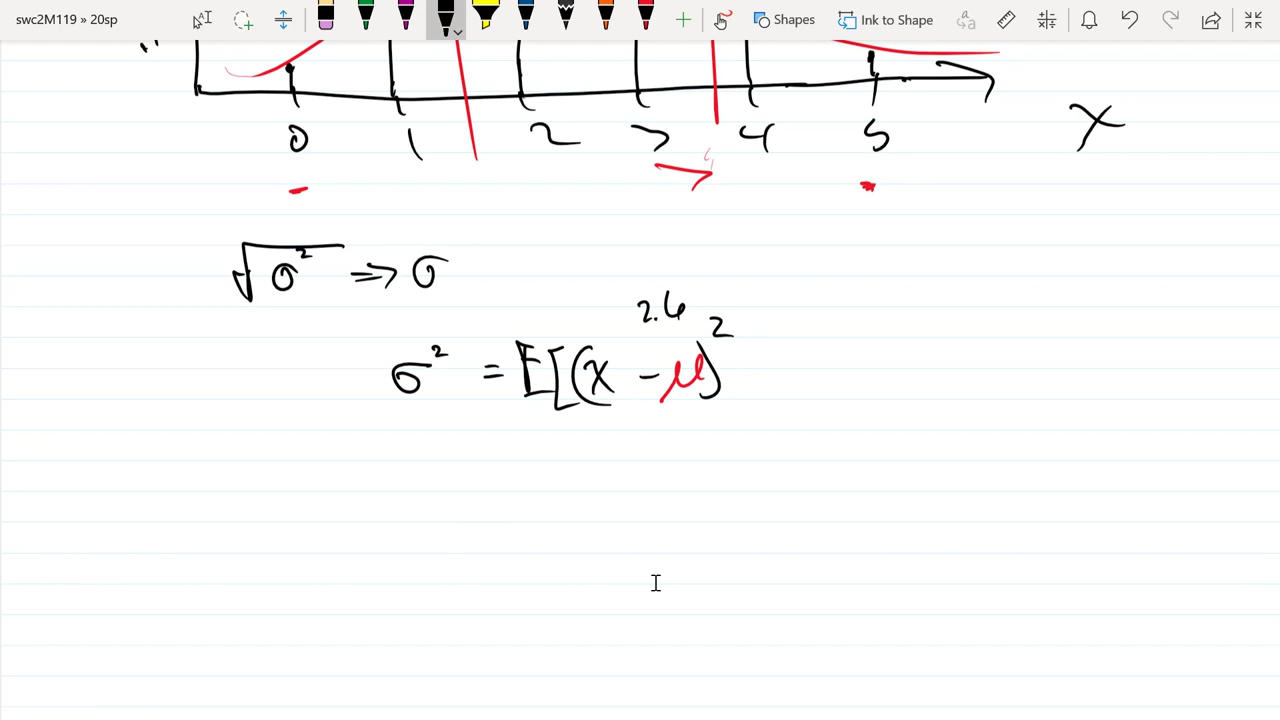 swc2M119 » 20sp Shapes Ink to Shape
0 1 2 3 4 5 x
√σ² ⇒ σ
2.6
σ² = E[(x - μ)²